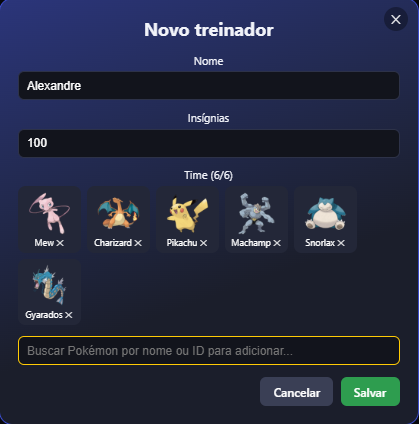 Novo treinador
Nome
Alexandre
Insígnias
100
Time (6/6)
Mew ×
Charizard ×
Pikachu ×
Machamp ×
Snorlax ×
Gyarados ×
Buscar Pokémon por nome ou ID para adicionar...
Cancelar
Salvar